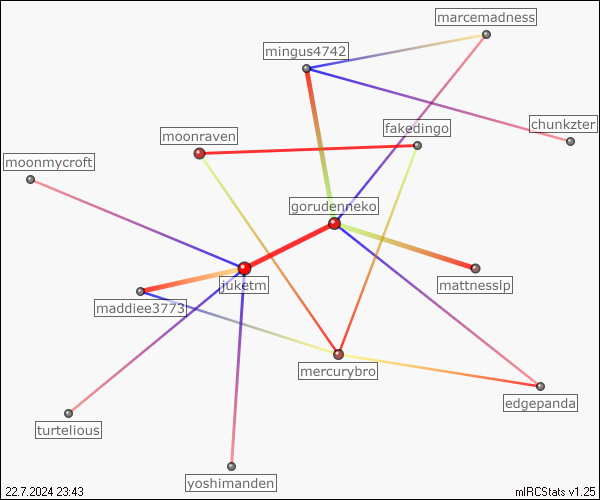 marcemadness
mingus4742
chunkzter
fakedingo
moonraven
moonmycroft
gorudenneko
juketm
mattnesslp
maddiee3773
mercurybro
edgepanda
turtelious
yoshimanden
22.7.2024 23:43
mIRCStats v1.25